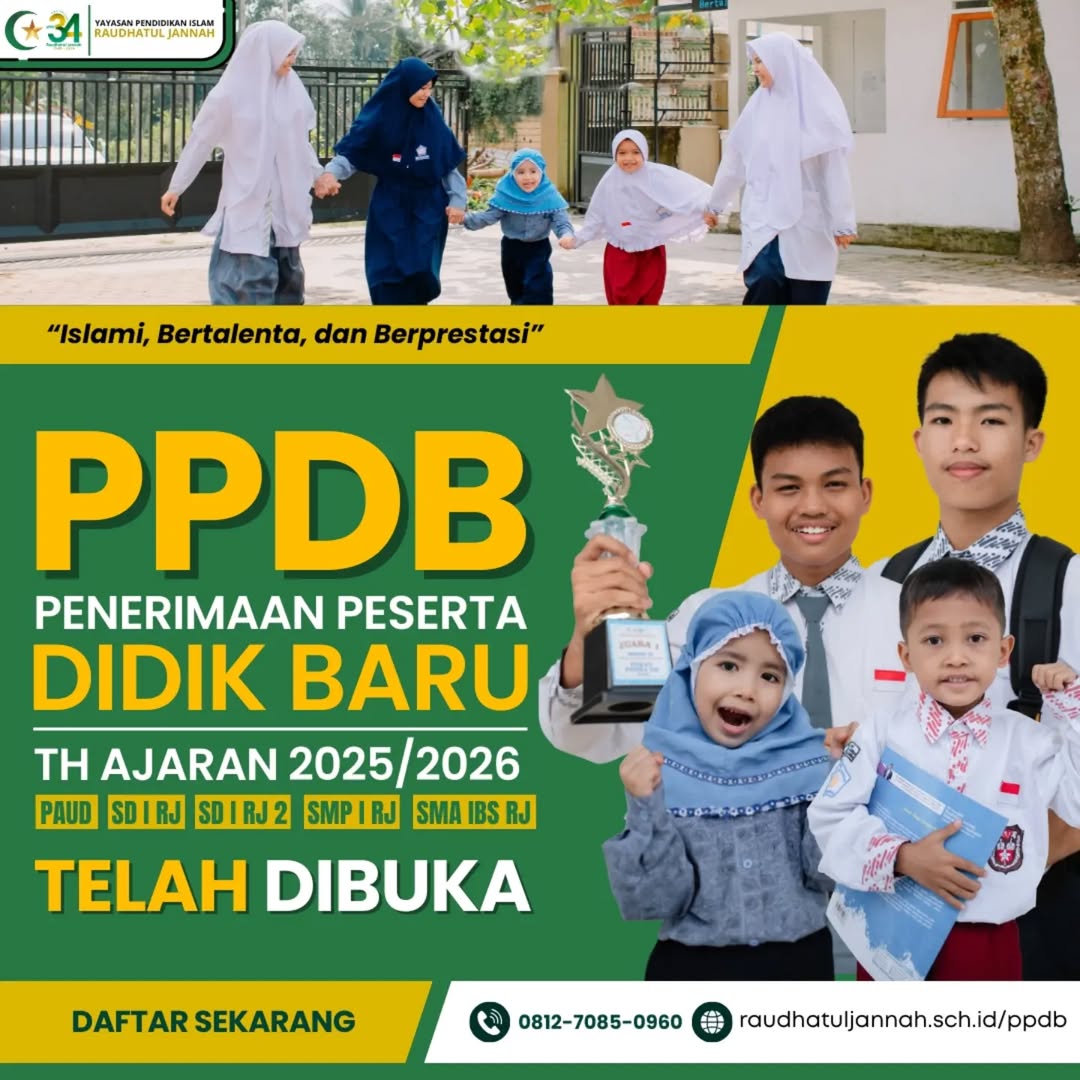 34
YAYASAN PENDIDIKAN ISLAM
RAUDHATUL JANNAH
"Islami, Bertalenta, dan Berprestasi"
PPDB
PENERIMAAN PESERTA
DIDIK BARU
TH AJARAN 2025/2026
PAUD SD I RJ SD I RJ 2 SMP I RJ SMA IBS RJ
TELAH DIBUKA
JUARA 1
DAFTAR SEKARANG
0812-7085-0960
raudhatuljannah.sch.id/ppdb